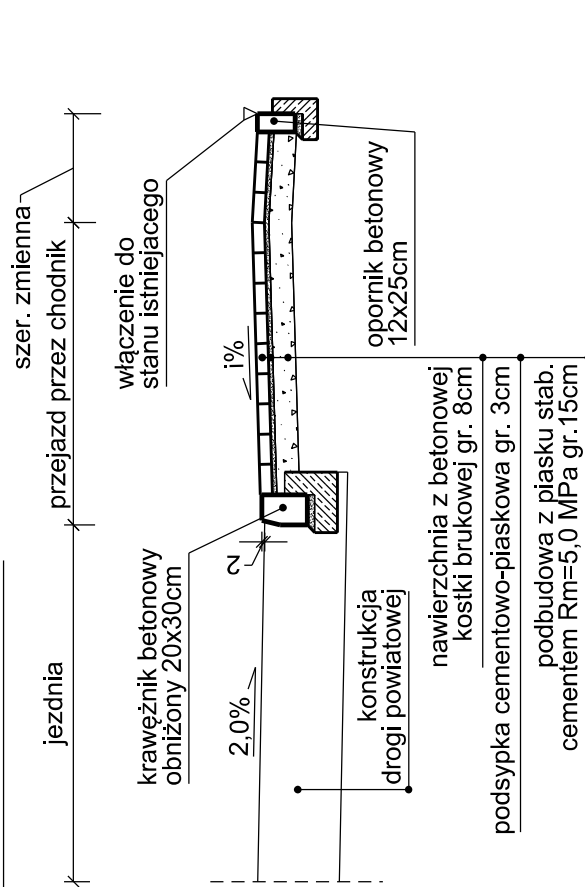 szer. zmienna
jezdnia
przejazd przez chodnik
krawężnik betonowy
obniżony 20x30cm
włączenie do
stanu istniejacego
2,0%
2
i%
konstrukcja
drogi powiatowej
opornik betonowy
12x25cm
nawierzchnia z betonowej
kostki brukowej gr. 8cm
podsypka cementowo-piaskowa gr. 3cm
podbudowa z piasku stab.
cementem Rm=5,0 MPa gr.15cm